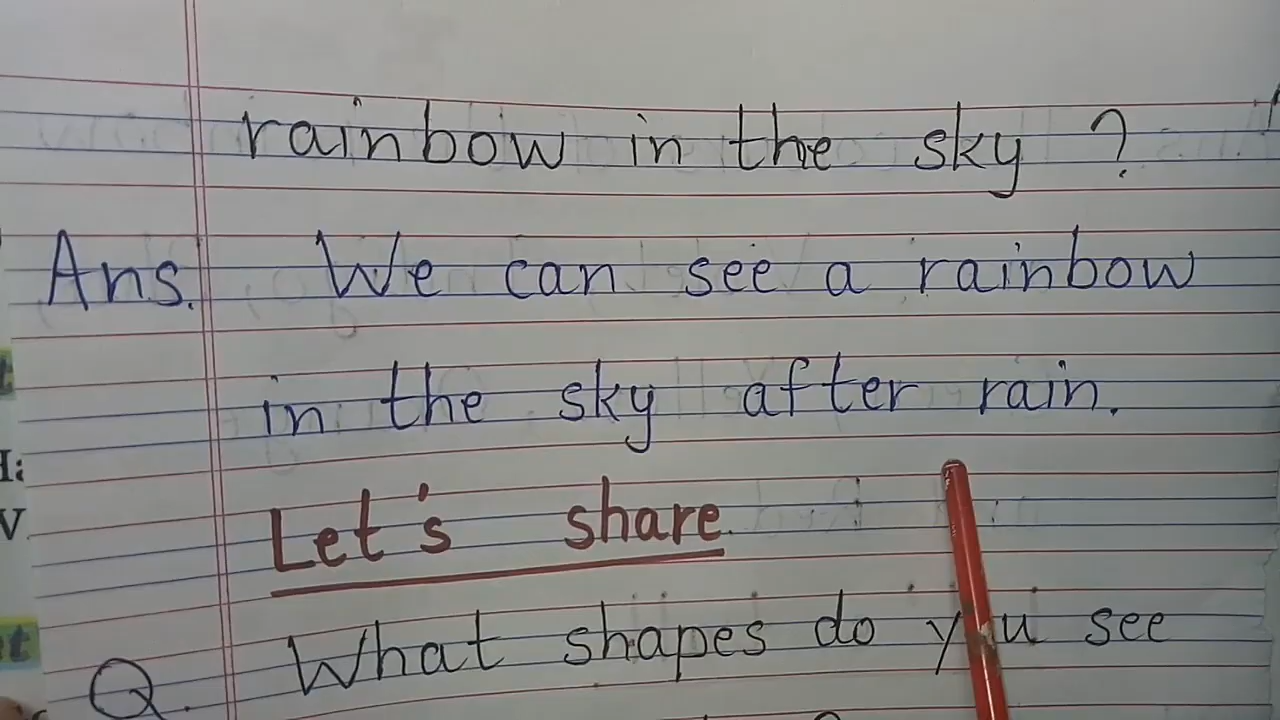 rainbow in the sky ?
Ans. We can see a rainbow
in the sky after rain.
Let's share
Q. What shapes do you see